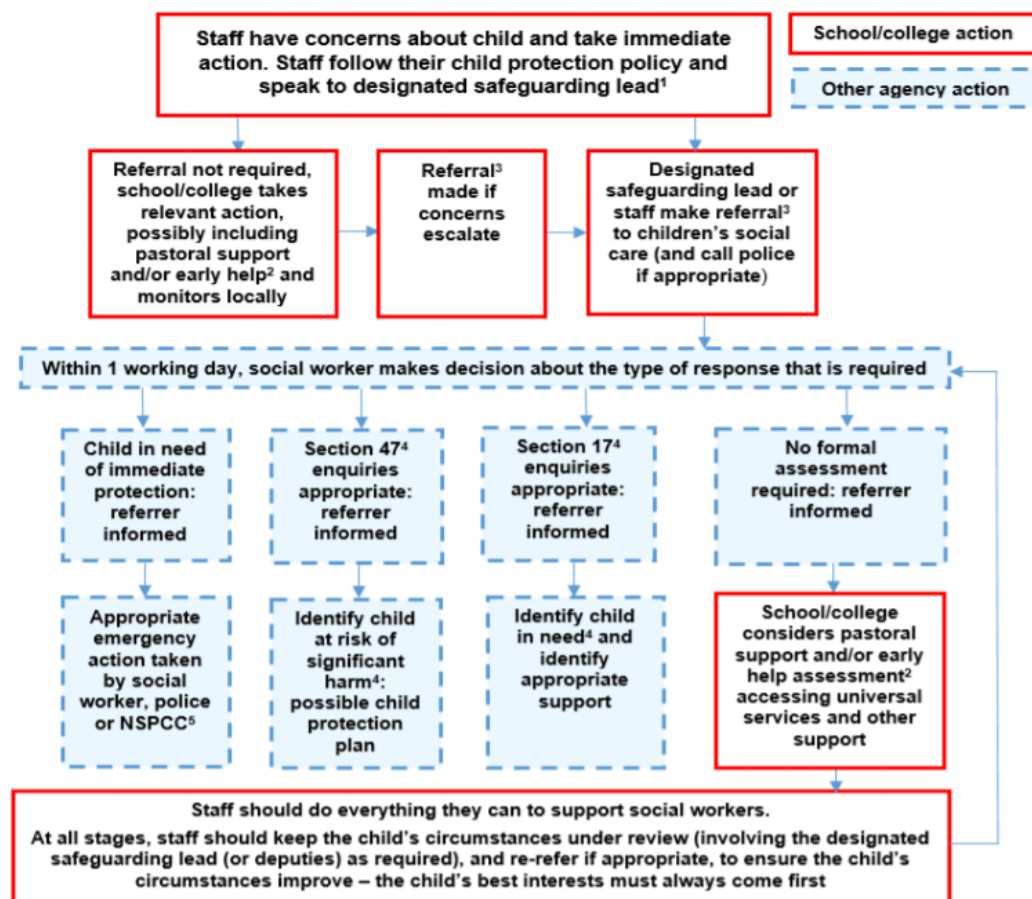 Staff have concerns about child and take immediate
action. Staff follow their child protection policy and
speak to designated safeguarding lead¹
School/college action
Other agency action
Referral not required,
school/college takes
relevant action,
possibly including
pastoral support
and/or early help² and
monitors locally
Referral³
made if
concerns
escalate
Designated
safeguarding lead or
staff make referral³
to children’s social
care (and call police
if appropriate)
Within 1 working day, social worker makes decision about the type of response that is required
Child in need
of immediate
protection:
referrer
informed
Section 47⁴
enquiries
appropriate:
referrer
informed
Section 17⁴
enquiries
appropriate:
referrer
informed
No formal
assessment
required: referrer
informed
Appropriate
emergency
action taken
by social
worker, police
or NSPCC⁵
Identify child
at risk of
significant
harm⁴:
possible child
protection
plan
Identify child
in need⁴ and
identify
appropriate
support
School/college
considers pastoral
support and/or early
help assessment²
accessing universal
services and other
support
Staff should do everything they can to support social workers.
At all stages, staff should keep the child’s circumstances under review (involving the designated
safeguarding lead (or deputies) as required), and re-refer if appropriate, to ensure the child’s
circumstances improve – the child’s best interests must always come first